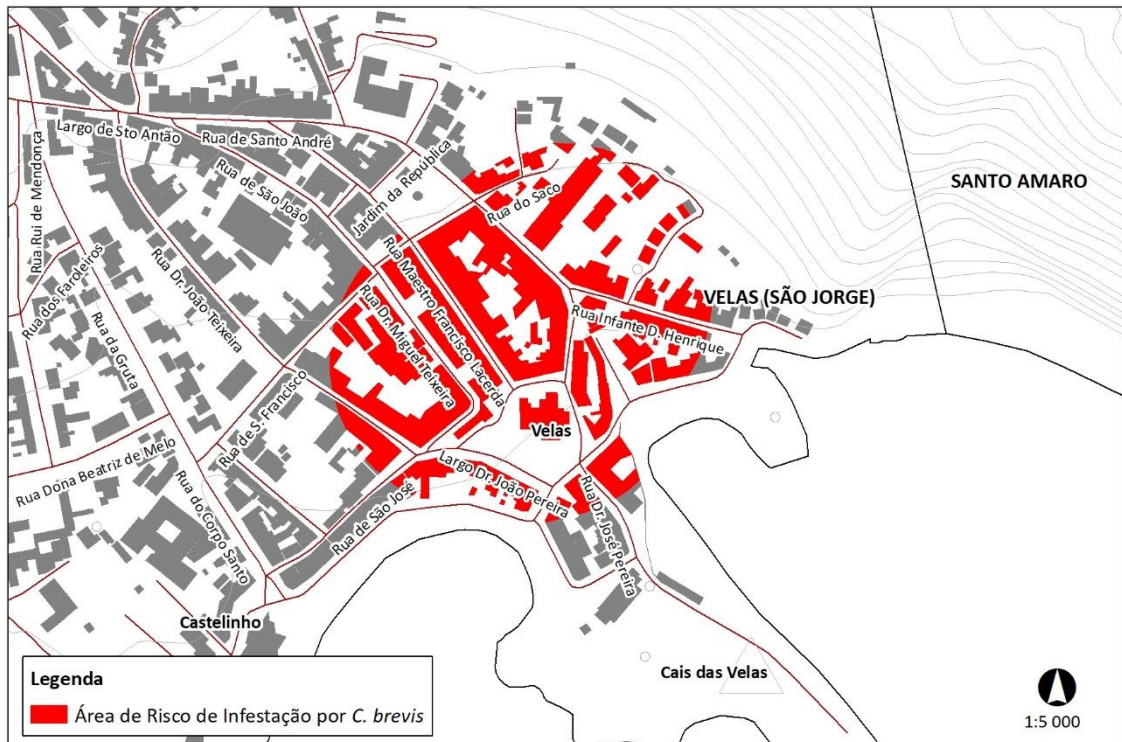 Largo de Sto Antão
Rua de Santo André
Rua de São João
Jardim da República
Rua Rui de Mendonça
Rua do Saco
SANTO AMARO
Rua dos Faroleiros
Rua Dr. João Teixeira
Rua Maestro Francisco Lacerda
VELAS (SÃO JORGE)
Rua da Gruta
Rua Dr. Miguel Teixeira
Rua Infante D. Henrique
Rua de S. Francisco
Velas
Rua Dona Beatriz de Melo
Largo Dr. João Pereira
Rua do Corpo Santo
Rua de São José
Rua Dr. José Pereira
Castelinho
Cais das Velas
Legenda
Área de Risco de Infestação por C. brevis
1:5 000